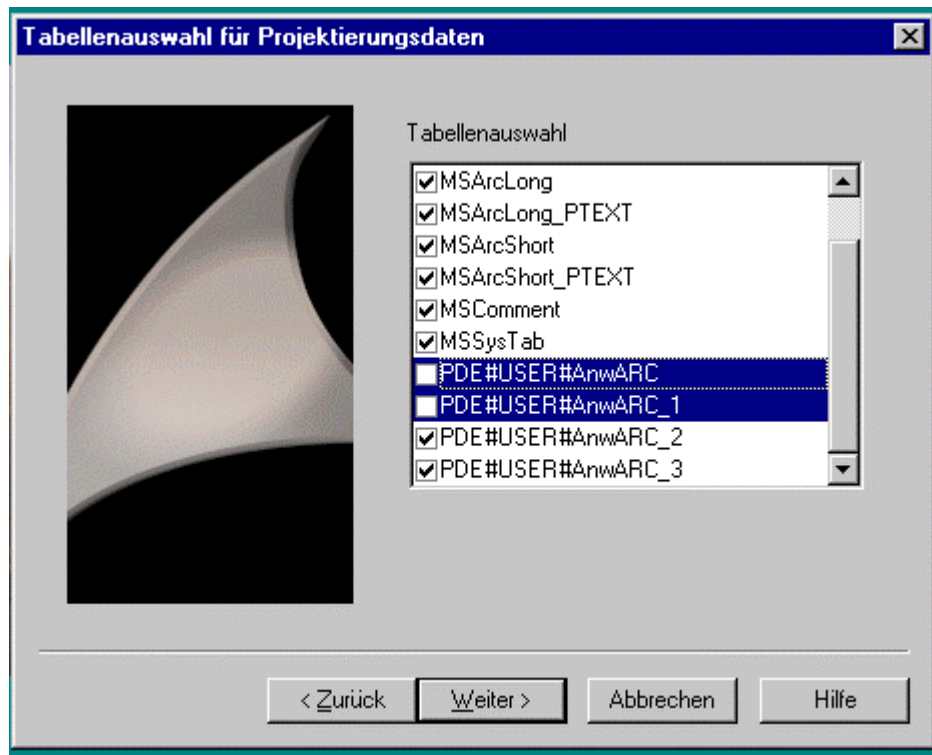 Tabellenauswahl für Projektierungsdaten
Tabellenauswahl
MSArcLong
MSArcLong_PTEXT
MSArcShort
MSArcShort_PTEXT
MSComment
MSSysTab
PDE#USER#AnwARC
PDE#USER#AnwARC_1
PDE#USER#AnwARC_2
PDE#USER#AnwARC_3
< Zurück Weiter > Abbrechen Hilfe